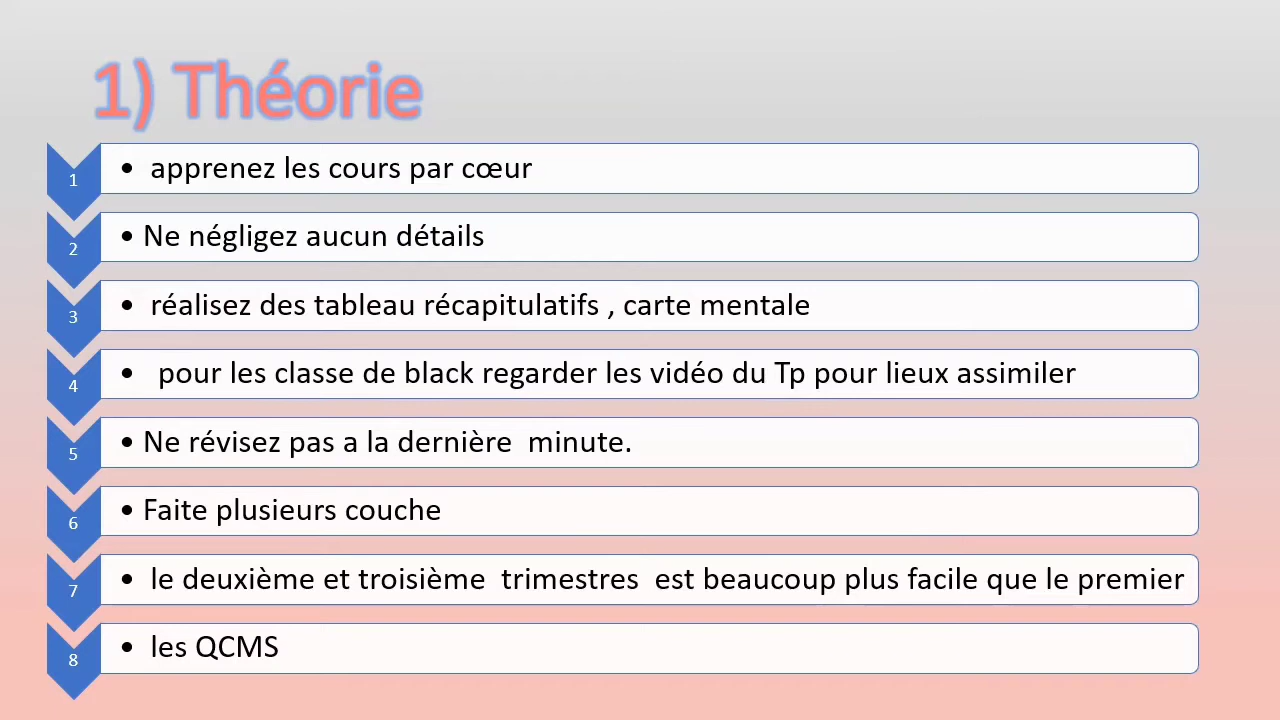 1) Théorie
1
• apprenez les cours par cœur
2
• Ne négligez aucun détails
3
• réalisez des tableau récapitulatifs , carte mentale
4
• pour les classe de black regarder les vidéo du Tp pour lieux assimiler
5
• Ne révisez pas a la dernière minute.
6
• Faite plusieurs couche
7
• le deuxième et troisième trimestres est beaucoup plus facile que le premier
8
• les QCMS